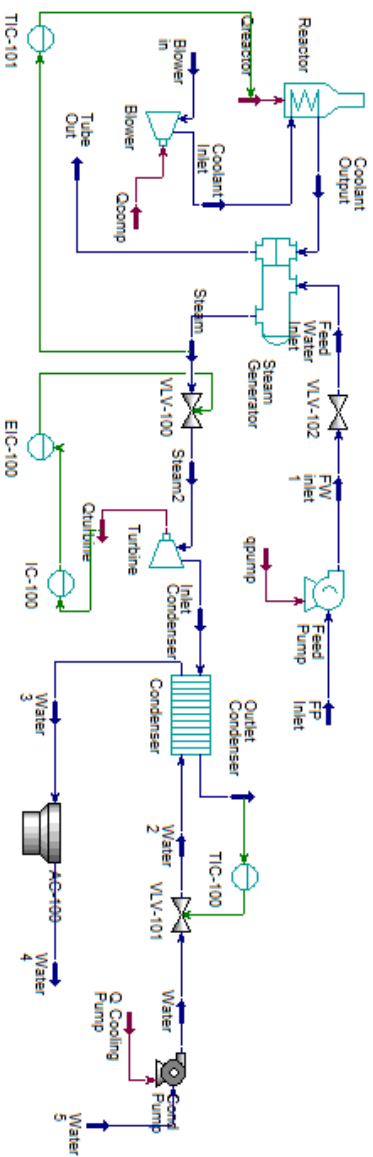 TIC-101
Qreactor
Reactor
Blower
in
Blower
Coolant
Inlet
Qcomp
Coolant
Output
Tube
Out
Steam
Generator
Feed
Water
Inlet
VLV-102
FW inlet
1
Feed
Pump
qpump
FP
Inlet
Steam
VLV-100
Steam2
EIC-100
IC-100
Qturbine
Turbine
Inlet
Condenser
Condenser
Outlet
Condenser
TIC-100
VLV-101
Water
2
Water
3
AC-100
Water
4
Water
Q Cooling
Pump
Cond
Pump
Water
5